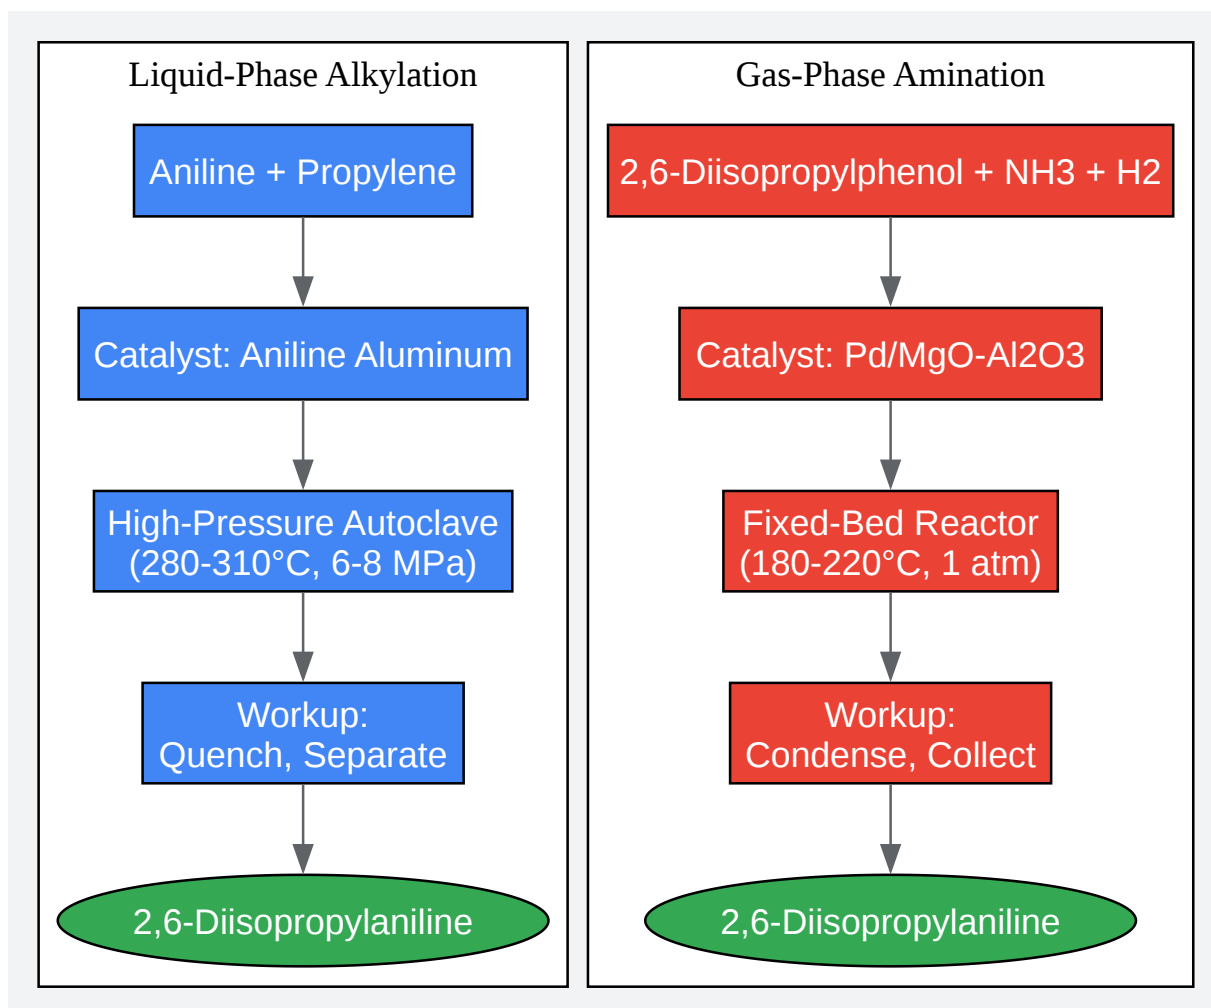 Liquid-Phase Alkylation
Aniline + Propylene
Catalyst: Aniline Aluminum
High-Pressure Autoclave
(280-310°C, 6-8 MPa)
Workup:
Quench, Separate
2,6-Diisopropylaniline
Gas-Phase Amination
2,6-Diisopropylphenol + NH3 + H2
Catalyst: Pd/MgO-Al2O3
Fixed-Bed Reactor
(180-220°C, 1 atm)
Workup:
Condense, Collect
2,6-Diisopropylaniline